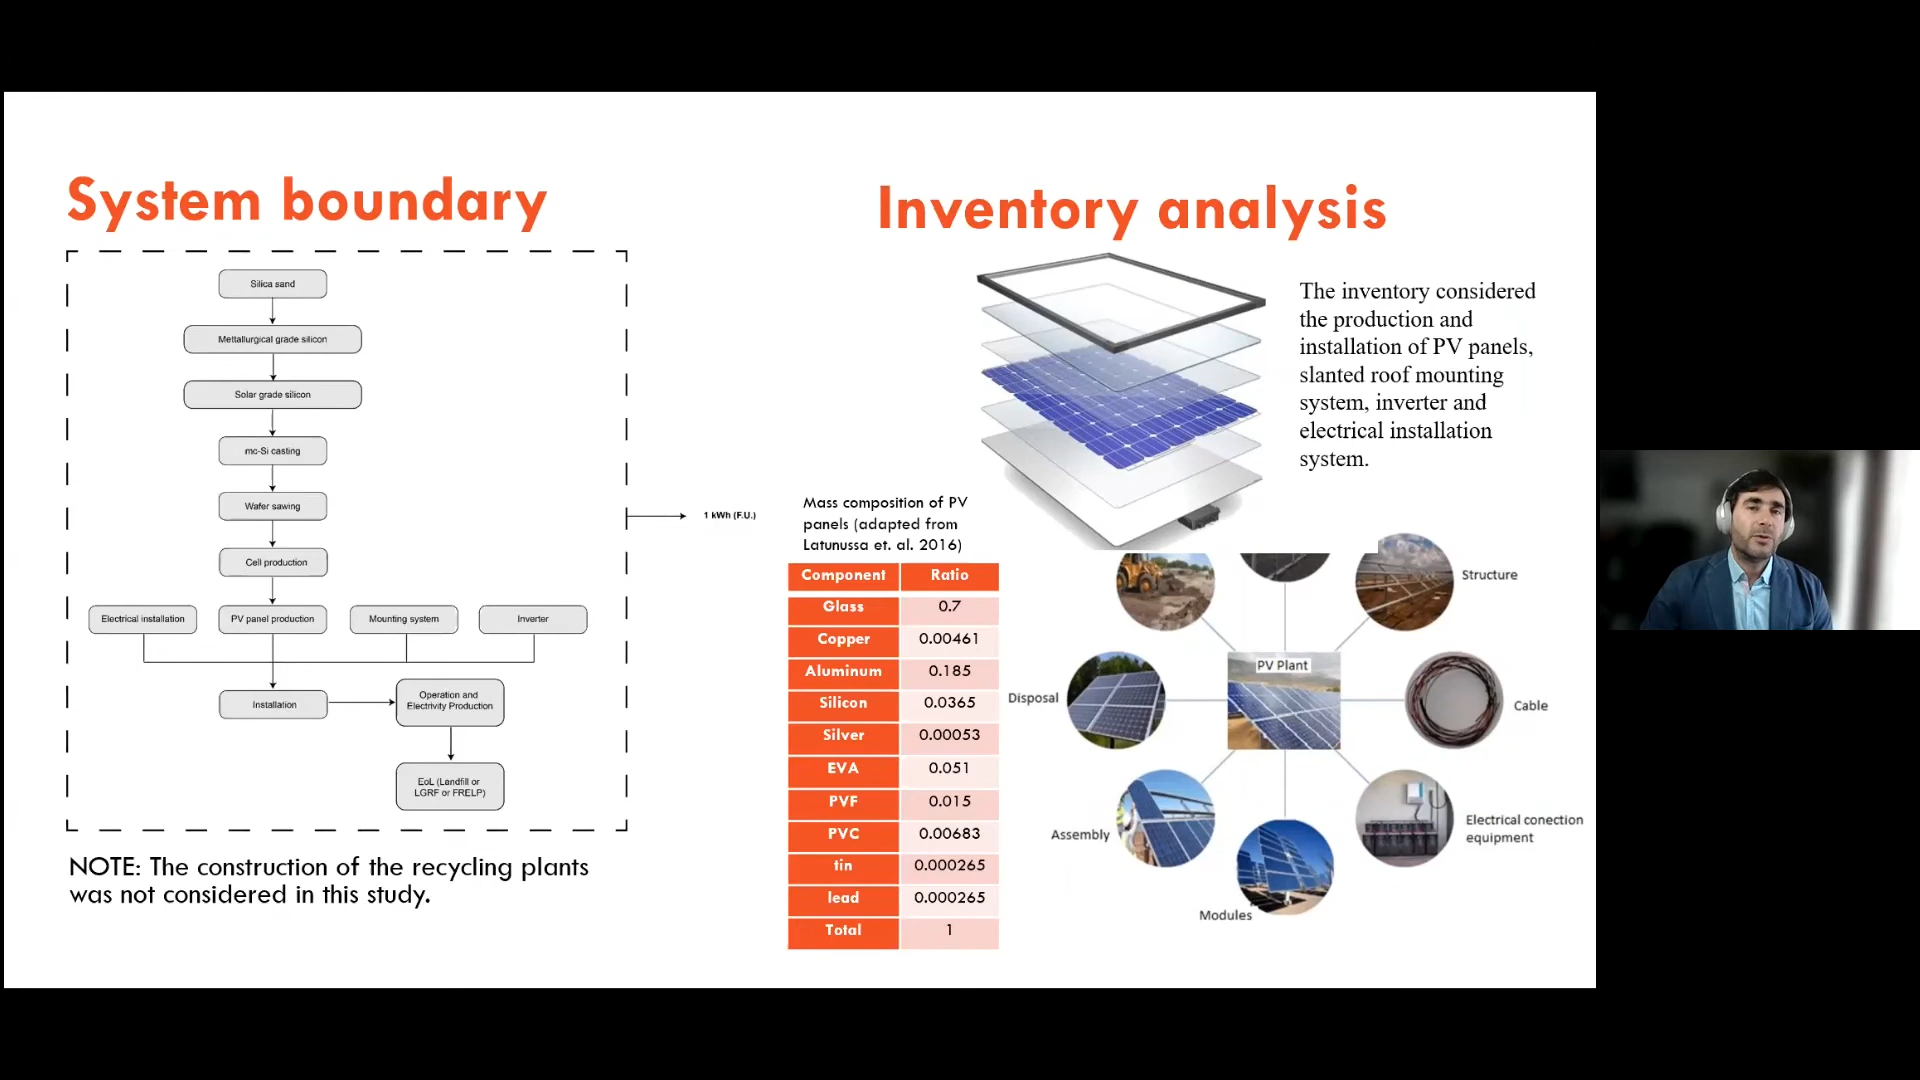 System boundary
Silica sand
Mettallurgical grade silicon
Solar grade silicon
mc-Si casting
Wafer sawing
Cell production
Electrical installation
PV panel production
Mounting system
Inverter
Installation
Operation and
Electrivity Production
EoL (Landfill or
LGRF or FRELP)
1 kWh (F.U.)
NOTE: The construction of the recycling plants
was not considered in this study.
Inventory analysis
The inventory considered
the production and
installation of PV panels,
slanted roof mounting
system, inverter and
electrical installation
system.
Mass composition of PV
panels (adapted from
Latunussa et. al. 2016)
Component Ratio
Glass 0.7
Copper 0.00461
Aluminum 0.185
Silicon 0.0365
Silver 0.00053
EVA 0.051
PVF 0.015
PVC 0.00683
tin 0.000265
lead 0.000265
Total 1
Structure
PV Plant
Disposal
Cable
Assembly
Electrical conection
equipment
Modules